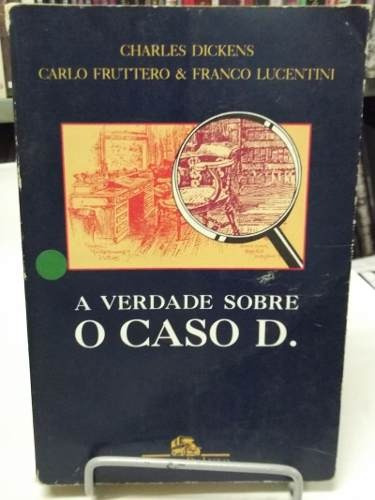 CHARLES DICKENS
CARLO FRUTTERO & FRANCO LUCENTINI
A VERDADE SOBRE
O CASO D.